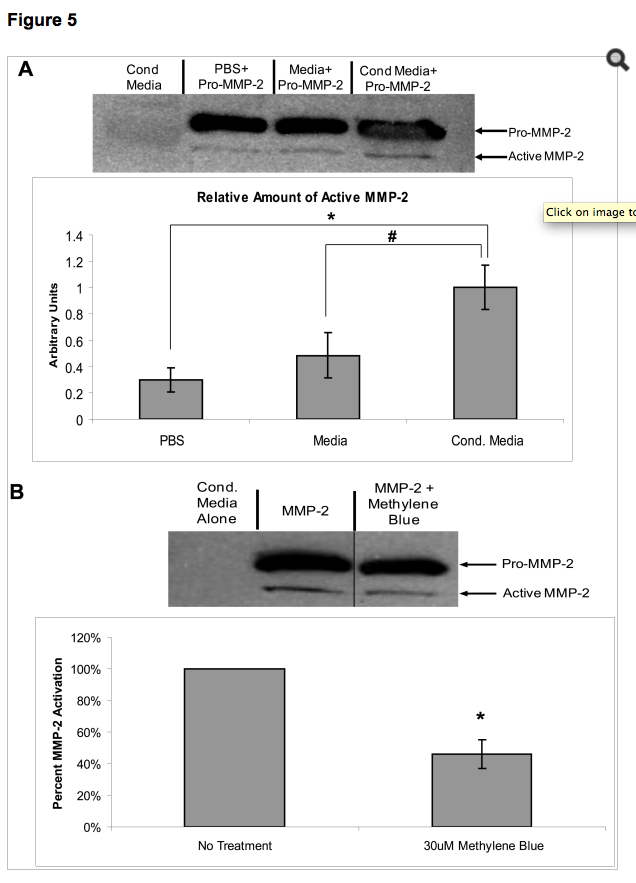 Figure 5
A
Cond
Media
PBS+
Pro-MMP-2
Media+
Pro-MMP-2
Cond Media+
Pro-MMP-2
Pro-MMP-2
Active MMP-2
Relative Amount of Active MMP-2
Click on image to
*
#
Arbitrary Units
1.4
1.2
1
0.8
0.6
0.4
0.2
0
PBS
Media
Cond. Media
B
Cond.
Media
Alone
MMP-2
MMP-2 +
Methylene
Blue
Pro-MMP-2
Active MMP-2
Percent MMP-2 Activation
120%
100%
80%
60%
40%
20%
0%
*
No Treatment
30uM Methylene Blue